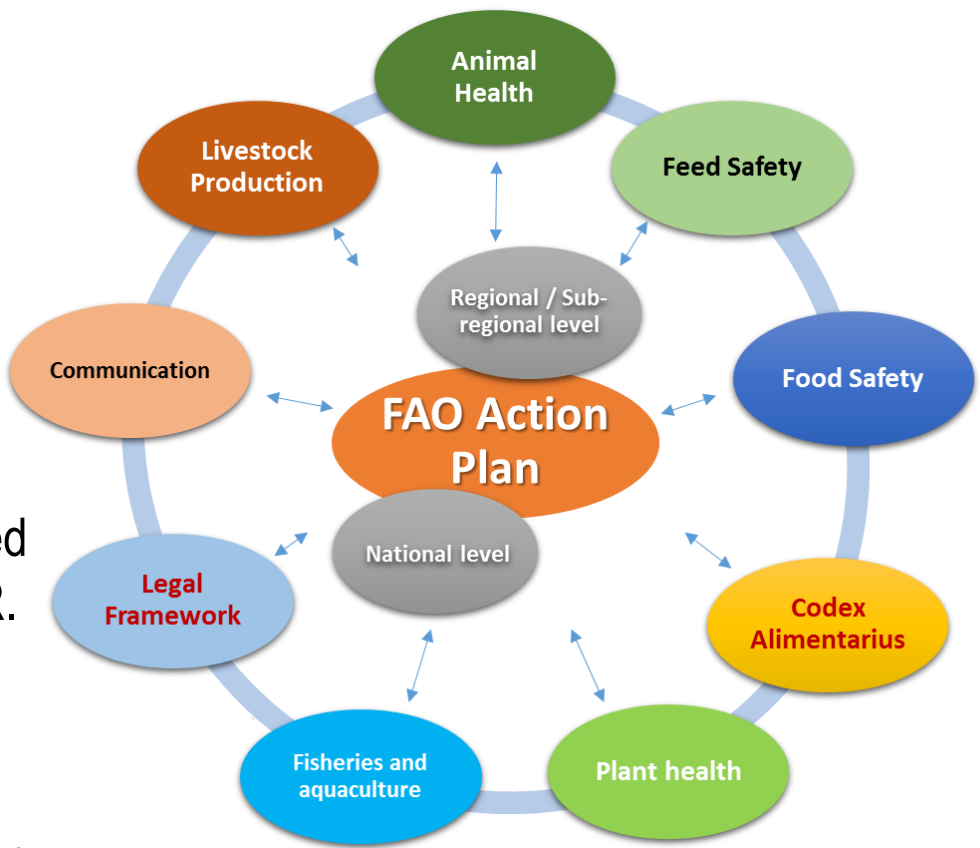 Animal
Health
Livestock
Production
Feed Safety
Regional / Sub-
regional level
Communication
Food Safety
FAO Action
Plan
National level
Legal
Framework
Codex
Alimentarius
Fisheries and
aquaculture
Plant health